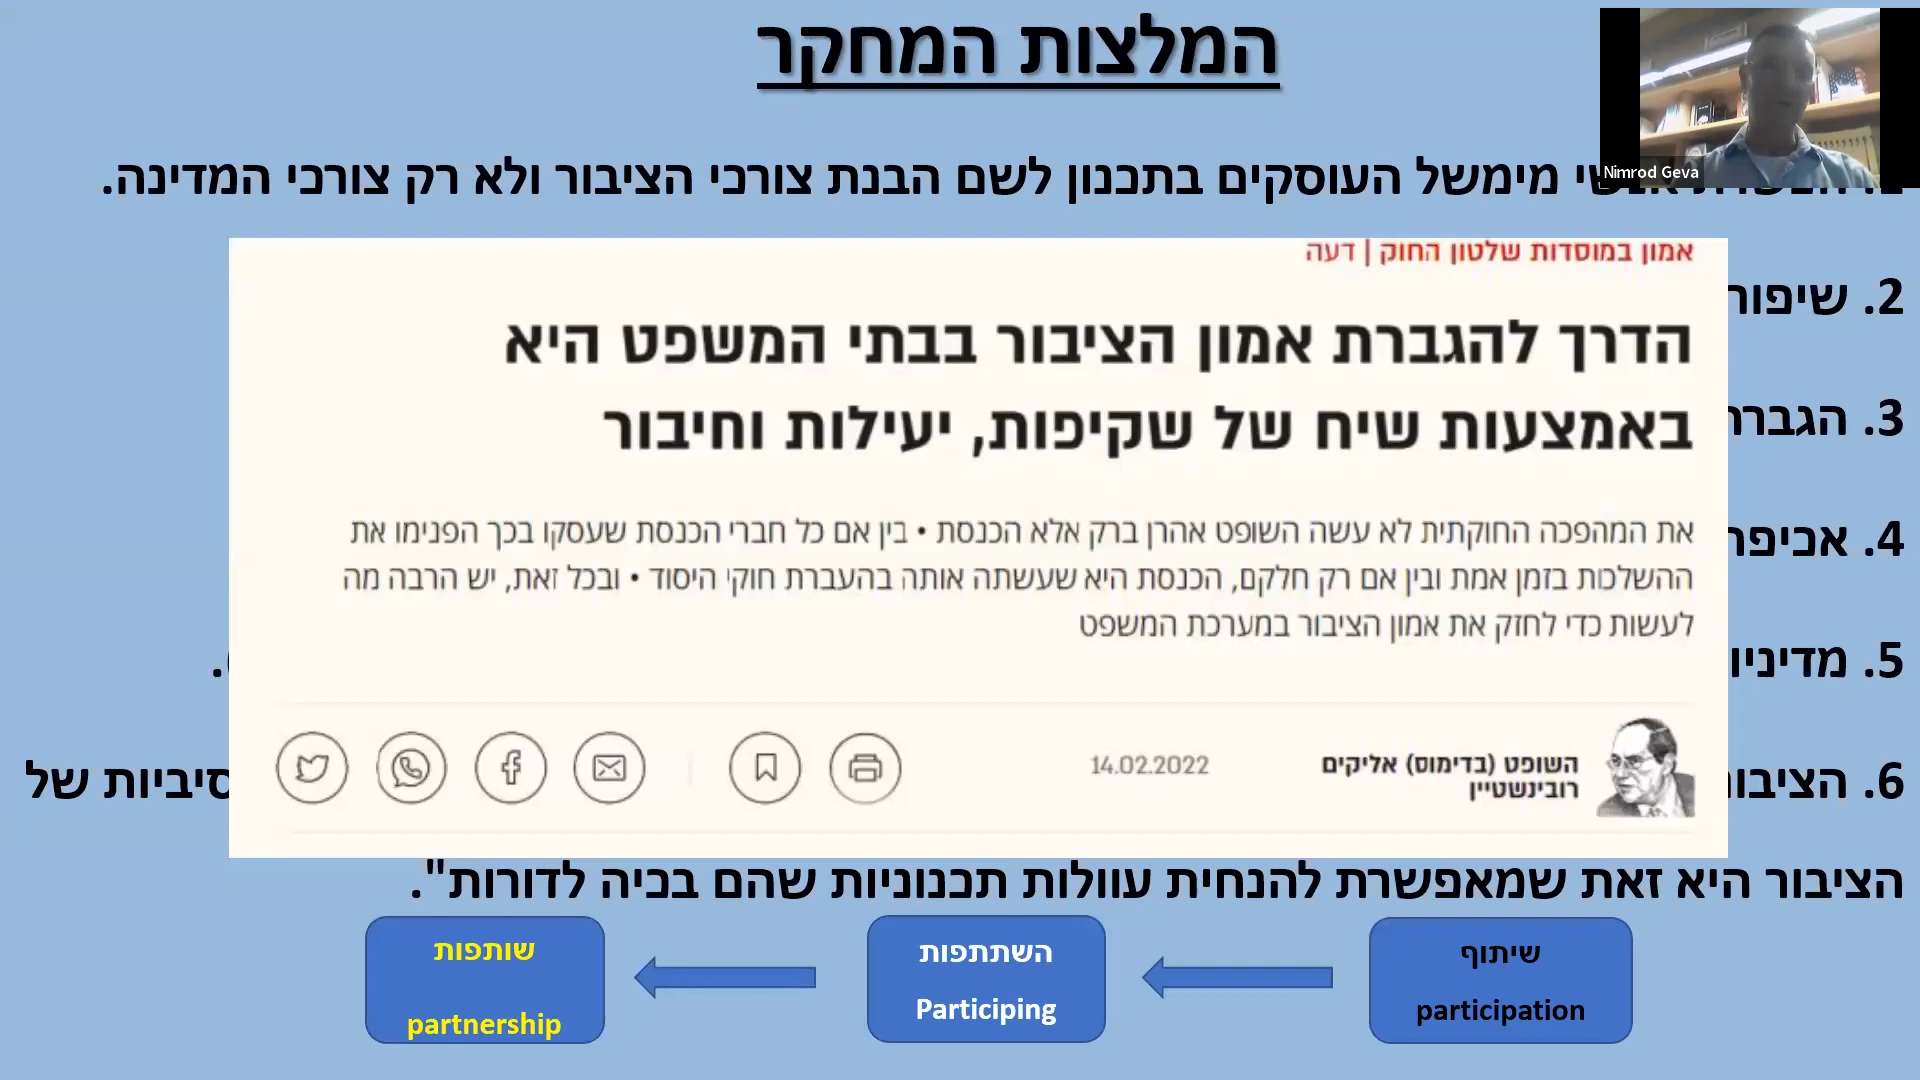 המלצות המחקר
אנשי מימשל העוסקים בתכנון לשם הבנת צורכי הציבור ולא רק צורכי המדינה.
Nimrod Geva
2. שיפור
3. הגברת
4. אכיפת
5. מדיניו
6. הציבור
סיביות של
הציבור היא זאת שמאפשרת להנחית עוולות תכנוניות שהם בכיה לדורות".
אמון במוסדות שלטון החוק | דעה
הדרך להגברת אמון הציבור בבתי המשפט היא
באמצעות שיח של שקיפות, יעילות וחיבור
את המהפכה החוקתית לא עשה השופט אהרן ברק אלא הכנסת • בין אם כל חברי הכנסת שעסקו בכך הפנימו את
ההשלכות בזמן אמת ובין אם רק חלקם, הכנסת היא שעשתה אותה בהעברת חוקי היסוד • ובכל זאת, יש הרבה מה
לעשות כדי לחזק את אמון הציבור במערכת המשפט
השופט (בדימוס) אליקים
רובינשטיין
14.02.2022
שיתוף
participation
השתתפות
Participing
שותפות
partnership